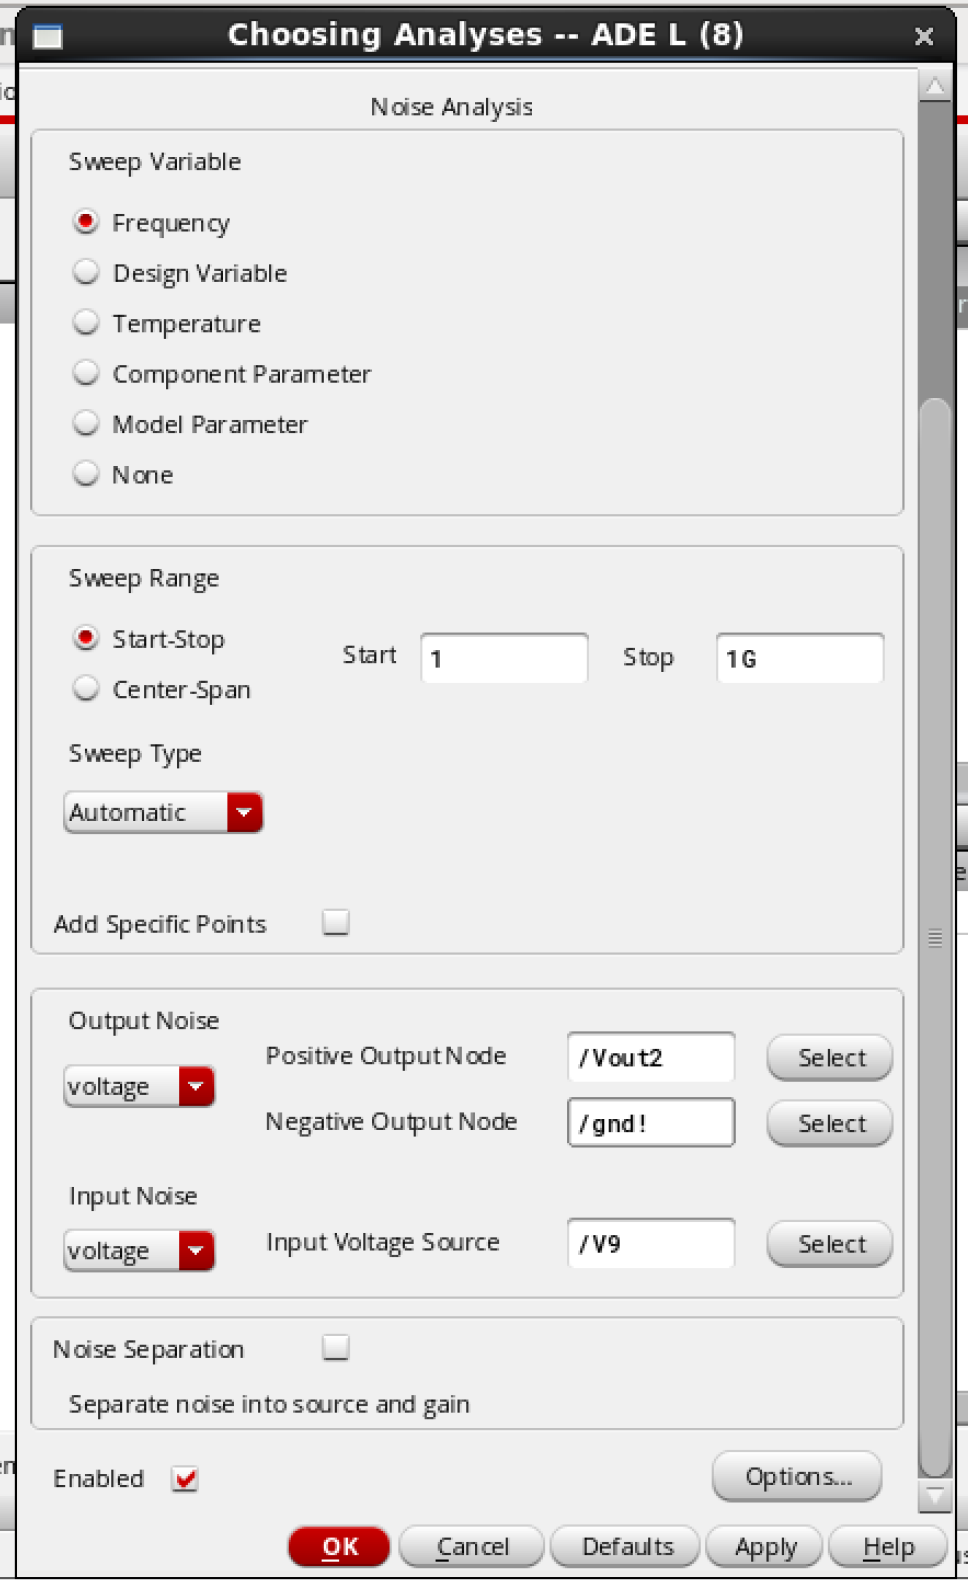 Choosing Analyses -- ADE L (8)
Noise Analysis
Sweep Variable
Frequency
Design Variable
Temperature
Component Parameter
Model Parameter
None
Sweep Range
Start-Stop
Start 1 Stop 1G
Center-Span
Sweep Type
Automatic
Add Specific Points
Output Noise
voltage
Positive Output Node /Vout2 Select
Negative Output Node /gnd! Select
Input Noise
voltage
Input Voltage Source /V9 Select
Noise Separation
Separate noise into source and gain
Enabled
Options...
OK Cancel Defaults Apply Help